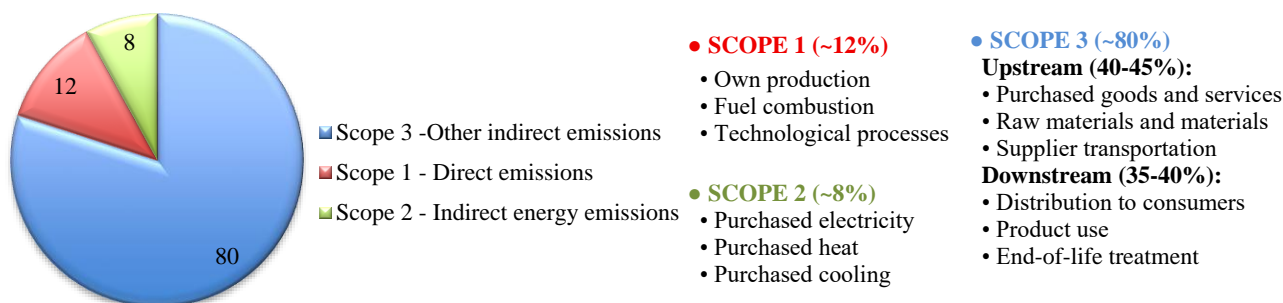 8
12
80
Scope 3 -Other indirect emissions
Scope 1 - Direct emissions
Scope 2 - Indirect energy emissions
● SCOPE 1 (~12%)
• Own production
• Fuel combustion
• Technological processes
● SCOPE 2 (~8%)
• Purchased electricity
• Purchased heat
• Purchased cooling
● SCOPE 3 (~80%)
Upstream (40-45%):
• Purchased goods and services
• Raw materials and materials
• Supplier transportation
Downstream (35-40%):
• Distribution to consumers
• Product use
• End-of-life treatment